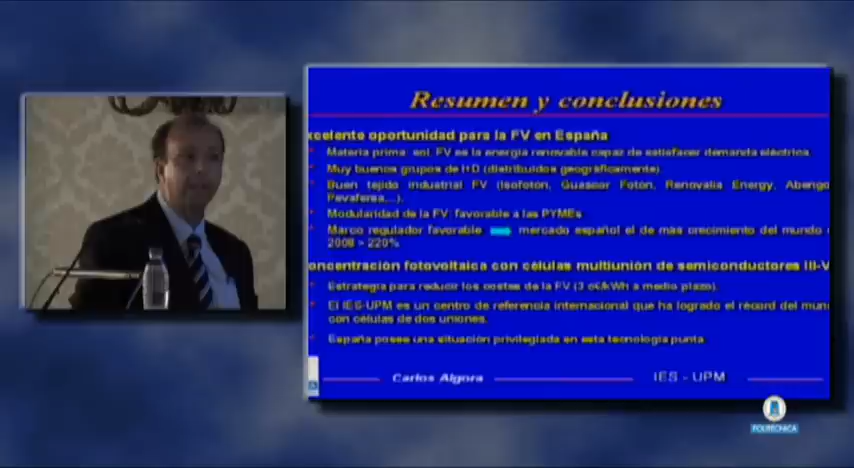 Resumen y conclusiones
xcelente oportunidad para la FV en España
Materia prima: sol. FV es la energía renovable capaz de satisfacer demanda eléctrica.
Muy buenos grupos de I+D (distribuidos geográficamente)
Buen tejido industrial FV (Isofotón, Guascor Fotón, Renovalia Energy, Abengo
Pevafersa,...).
Modularidad de la FV: favorable a las PYMEs
Marco regulador favorable mercado español el de más crecimiento del mundo
2008 > 220%
oncentración fotovoltaica con células multiunión de semiconductores III-V
Estrategia para reducir los costes de la FV (3 c€/kWh a medio plazo).
El IES-UPM es un centro de referencia internacional que ha logrado el récord del mun
con células de dos uniones.
España posee una situación privilegiada en esta tecnología punta
Carlos Algora
IES - UPM
POLITÉCNICA